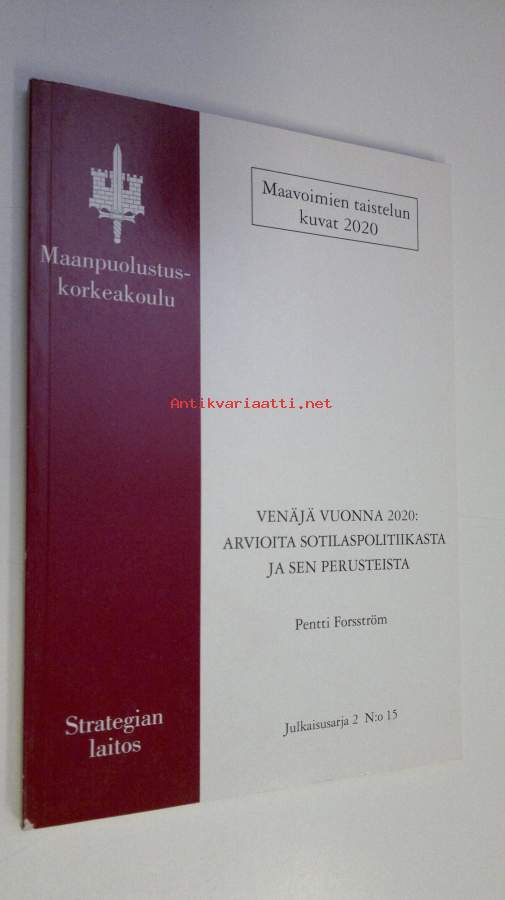 Maanpuolustus-
korkeakoulu
Maavoimien taistelun
kuvat 2020
Antikvariaatti.net
VENÄJÄ VUONNA 2020:
ARVIOITA SOTILASPOLITIIKASTA
JA SEN PERUSTEISTA
Pentti Forsström
Strategian
laitos
Julkaisusarja 2 N:o 15